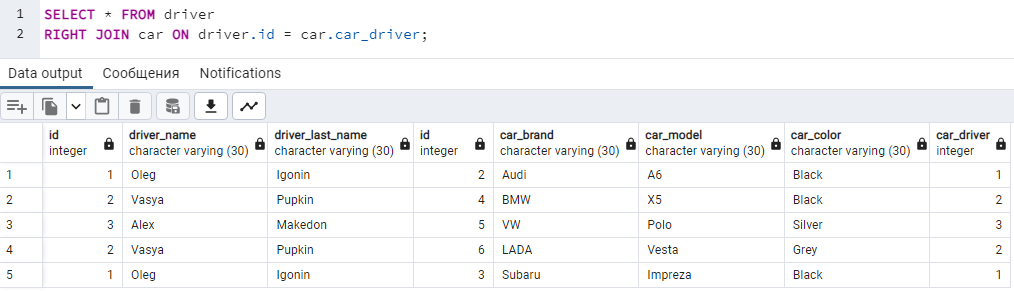 1 SELECT * FROM driver
2 RIGHT JOIN car ON driver.id = car.car_driver;
Data output Сообщения Notifications
id driver_name driver_last_name id car_brand car_model car_color car_driver
integer character varying (30) character varying (30) integer character varying (30) character varying (30) character varying (30) integer
1 1 Oleg Igonin 2 Audi A6 Black 1
2 2 Vasya Pupkin 4 BMW X5 Black 2
3 3 Alex Makedon 5 VW Polo Silver 3
4 2 Vasya Pupkin 6 LADA Vesta Grey 2
5 1 Oleg Igonin 3 Subaru Impreza Black 1